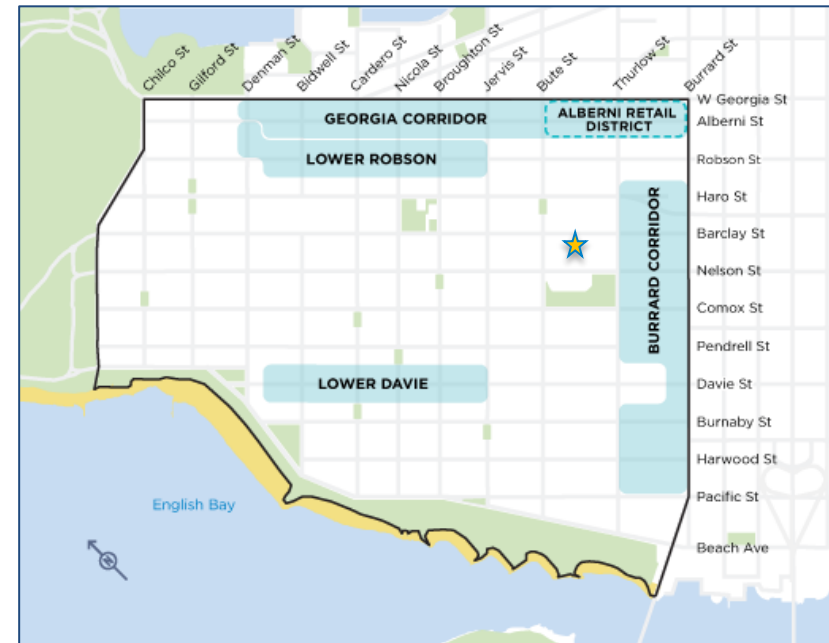 Chilco St
Gilford St
Denman St
Bidwell St
Cardero St
Nicola St
Broughton St
Jervis St
Bute St
Thurlow St
Burrard St
W Georgia St
GEORGIA CORRIDOR
ALBERNI RETAIL
DISTRICT
Alberni St
LOWER ROBSON
Robson St
Haro St
BURRARD CORRIDOR
Barclay St
Nelson St
Comox St
Pendrell St
LOWER DAVIE
Davie St
Burnaby St
Harwood St
Pacific St
English Bay
Beach Ave
N